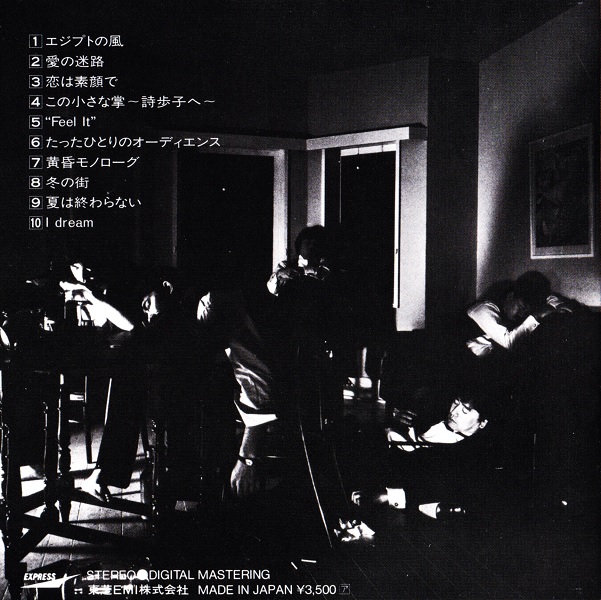 1 エジプトの風
2 愛の迷路
3 恋は素顔で
4 この小さな掌〜詩歩子へ〜
5 “Feel It”
6 たったひとりのオーディエンス
7 黄昏モノローグ
8 冬の街
9 夏は終わらない
10 I dream
EXPRESS STEREO●DIGITAL MASTERING
東芝EMI株式会社 MADE IN JAPAN ¥3,500 ア